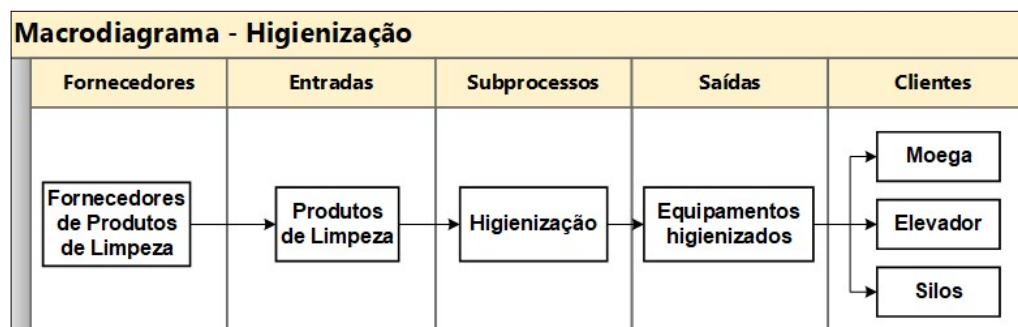 Macrodiagrama - Higienização
Fornecedores
Entradas
Subprocessos
Saídas
Clientes
Fornecedores
de Produtos
de Limpeza
Produtos
de Limpeza
Higienização
Equipamentos
higienizados
Moega
Elevador
Silos